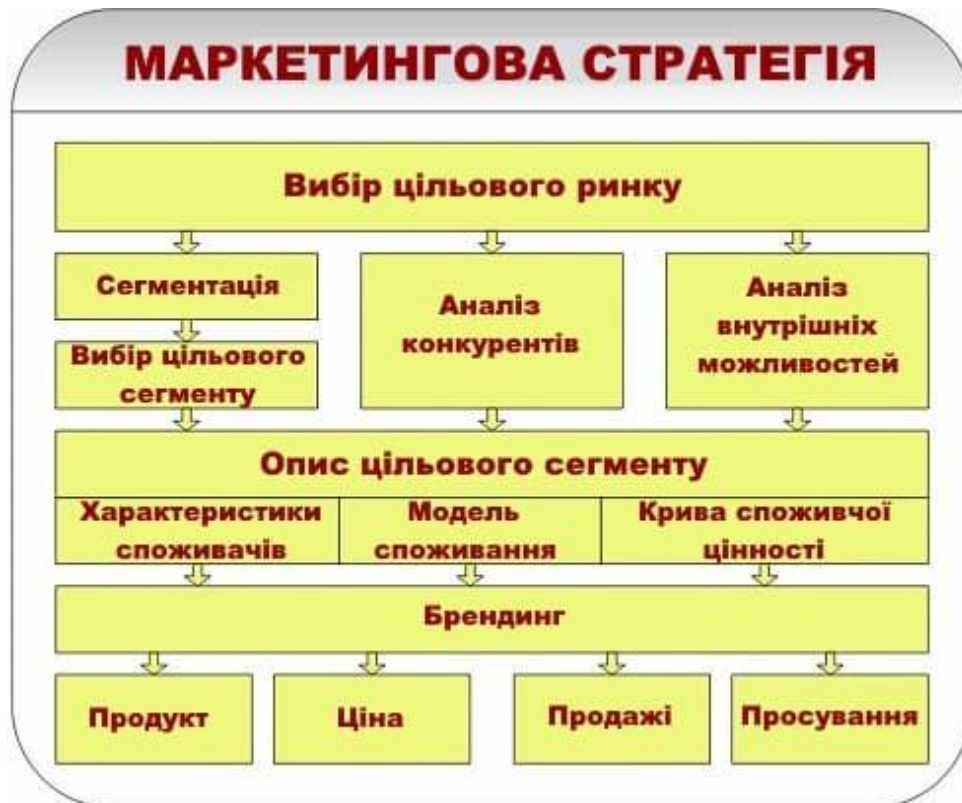 МАРКЕТИНГОВА СТРАТЕГІЯ
Вибір цільового ринку
Сегментація
Вибір цільового
сегменту
Аналіз
конкурентів
Аналіз
внутрішніх
можливостей
Опис цільового сегменту
Характеристики
споживачів
Модель
споживання
Крива споживчої
цінності
Брендинг
Продукт
Ціна
Продажі
Просування